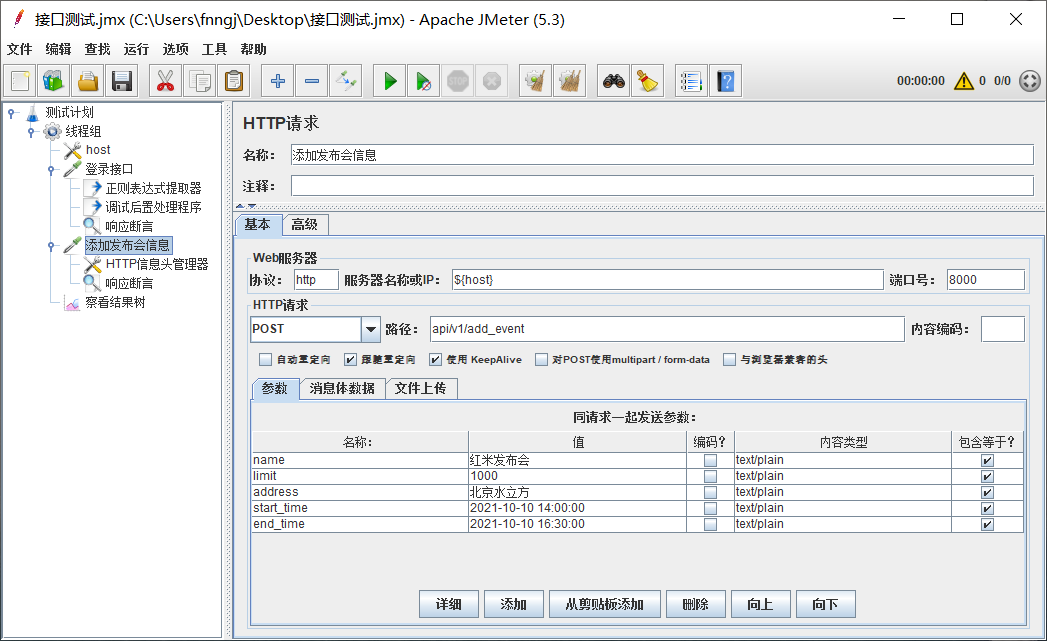 接口测试.jmx (C:\Users\fnngj\Desktop\接口测试.jmx) - Apache JMeter (5.3)
文件 编辑 查找 运行 选项 工具 帮助
STOP 00:00:00 0 0/0
测试计划
线程组
host
登录接口
正则表达式提取器
调试后置处理程序
响应断言
添加发布会信息
HTTP信息头管理器
响应断言
察看结果树
HTTP请求
名称： 添加发布会信息
注释：
基本 高级
Web服务器
协议： http 服务器名称或IP： ${host} 端口号： 8000
HTTP请求
POST 路径： api/v1/add_event 内容编码：
自动重定向 跟随重定向 使用 KeepAlive 对POST使用multipart / form-data 与浏览器兼容的头
参数 消息体数据 文件上传
同请求一起发送参数：
名称： 值 编码? 内容类型 包含等于?
name 红米发布会 text/plain
limit 1000 text/plain
address 北京水立方 text/plain
start_time 2021-10-10 14:00:00 text/plain
end_time 2021-10-10 16:30:00 text/plain
详细 添加 从剪贴板添加 删除 向上 向下